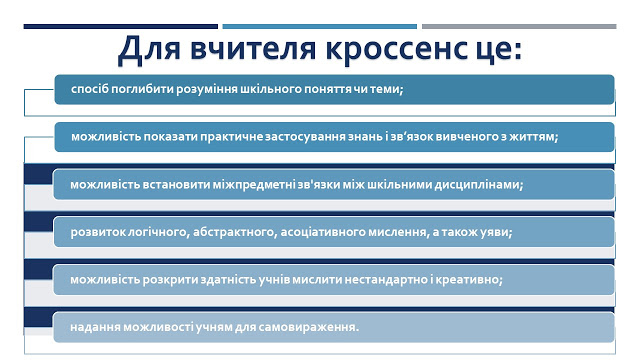 Для вчителя кроссенс це:
спосіб поглибити розуміння шкільного поняття чи теми;
можливість показати практичне застосування знань і зв’язок вивченого з життям;
можливість встановити міжпредметні зв'язки між шкільними дисциплінами;
розвиток логічного, абстрактного, асоціативного мислення, а також уяви;
можливість розкрити здатність учнів мислити нестандартно і креативно;
надання можливості учням для самовираження.